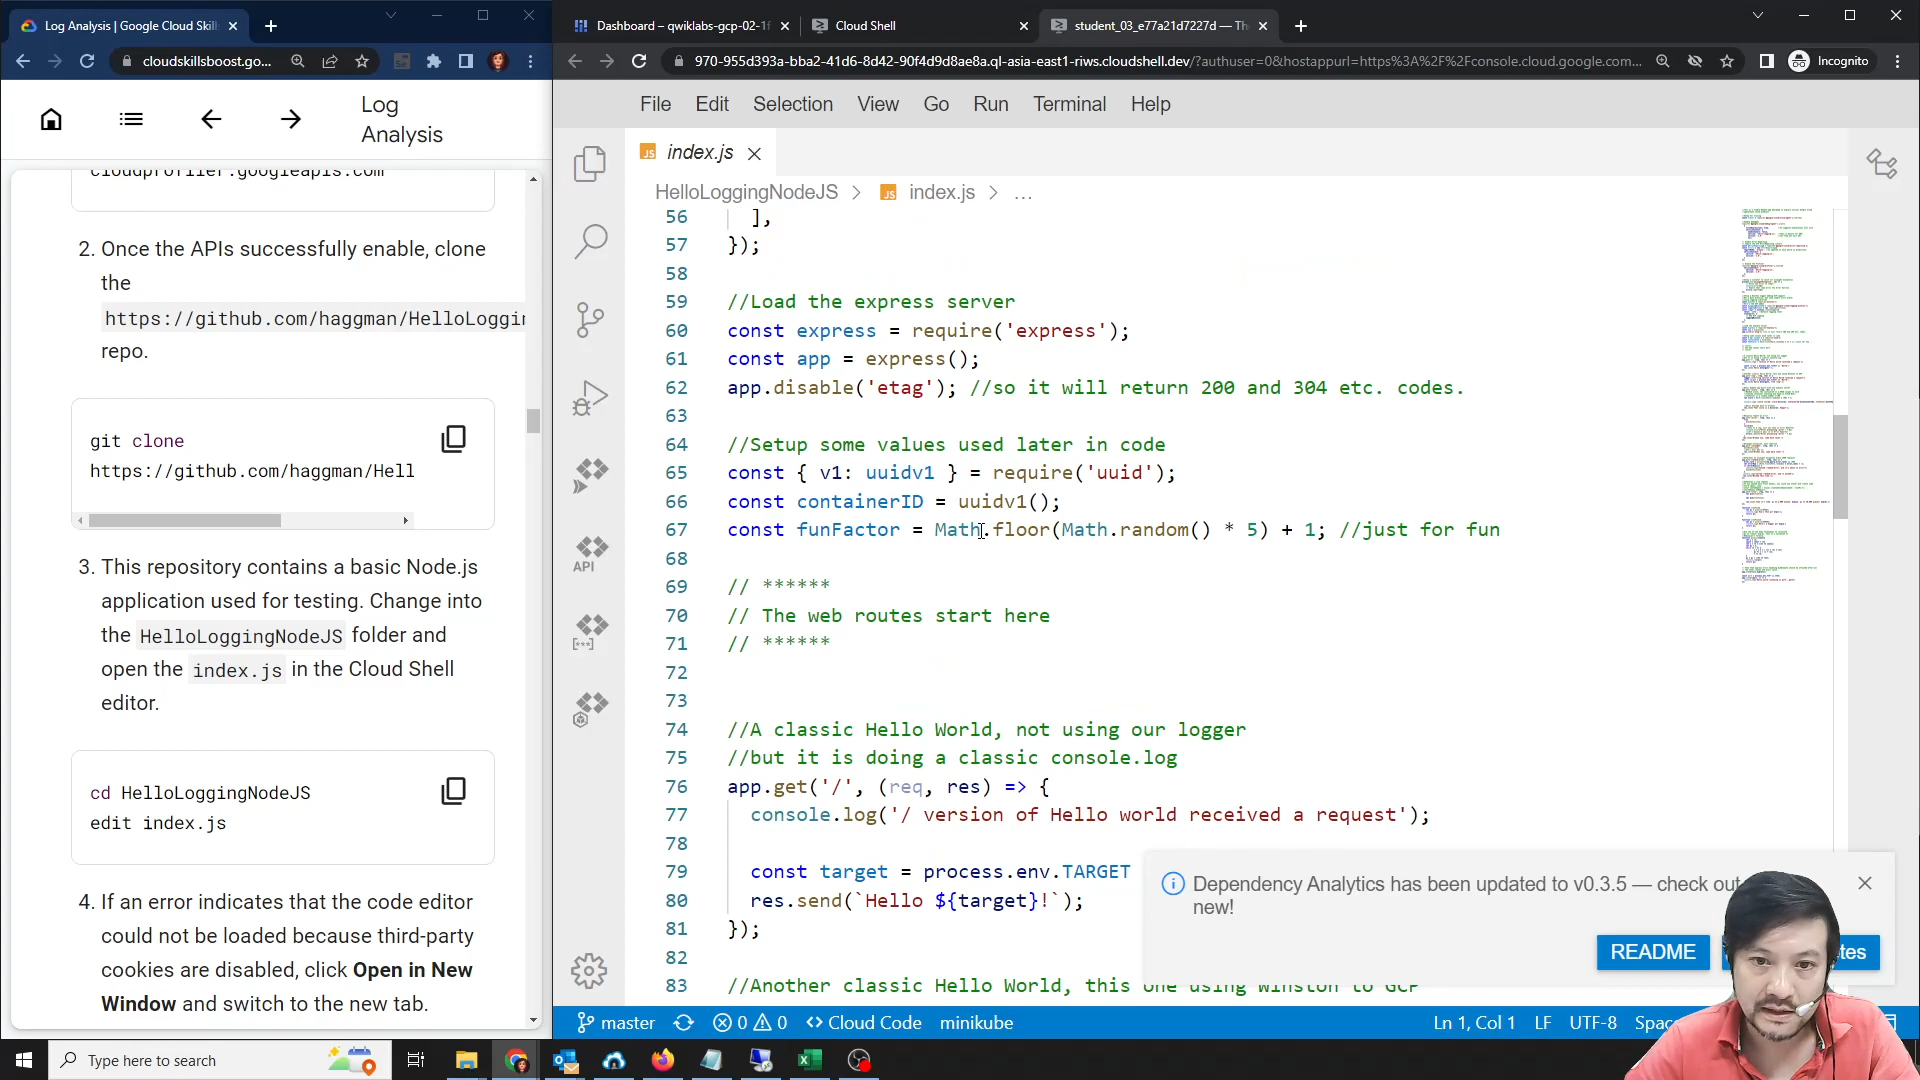 Log Analysis | Google Cloud Skill
cloudskillsboost.go...
Log
Analysis
cloudprofiler.googleapis.com
2. Once the APIs successfully enable, clone
the
https://github.com/haggman/HelloLoggin
repo.
git clone
https://github.com/haggman/Hell
3. This repository contains a basic Node.js
application used for testing. Change into
the HelloLoggingNodeJS folder and
open the index.js in the Cloud Shell
editor.
cd HelloLoggingNodeJS
edit index.js
4. If an error indicates that the code editor
could not be loaded because third-party
cookies are disabled, click Open in New
Window and switch to the new tab.
Dashboard – qwiklabs-gcp-02-1f
Cloud Shell
student_03_e77a21d7227d — Th
970-955d393a-bba2-41d6-8d42-90f4d9d8ae8a.ql-asia-east1-riws.cloudshell.dev/?authuser=0&hostappurl=https%3A%2F%2Fconsole.cloud.google.com...
Incognito
File Edit Selection View Go Run Terminal Help
JS index.js
HelloLoggingNodeJS > JS index.js > ...
API
56 ],
57 });
58
59 //Load the express server
60 const express = require('express');
61 const app = express();
62 app.disable('etag'); //so it will return 200 and 304 etc. codes.
63
64 //Setup some values used later in code
65 const { v1: uuidv1 } = require('uuid');
66 const containerID = uuidv1();
67 const funFactor = Math.floor(Math.random() * 5) + 1; //just for fun
68
69 // ******
70 // The web routes start here
71 // ******
72
73
74 //A classic Hello World, not using our logger
75 //but it is doing a classic console.log
76 app.get('/', (req, res) => {
77 console.log('/ version of Hello world received a request');
78
79 const target = process.env.TARGET
80 res.send(`Hello ${target}!`);
81 });
82
83 //Another classic Hello World, this one using Winston to GCP
Dependency Analytics has been updated to v0.3.5 — check out
new!
README
master 0 0 Cloud Code minikube Ln 1, Col 1 LF UTF-8
Type here to search